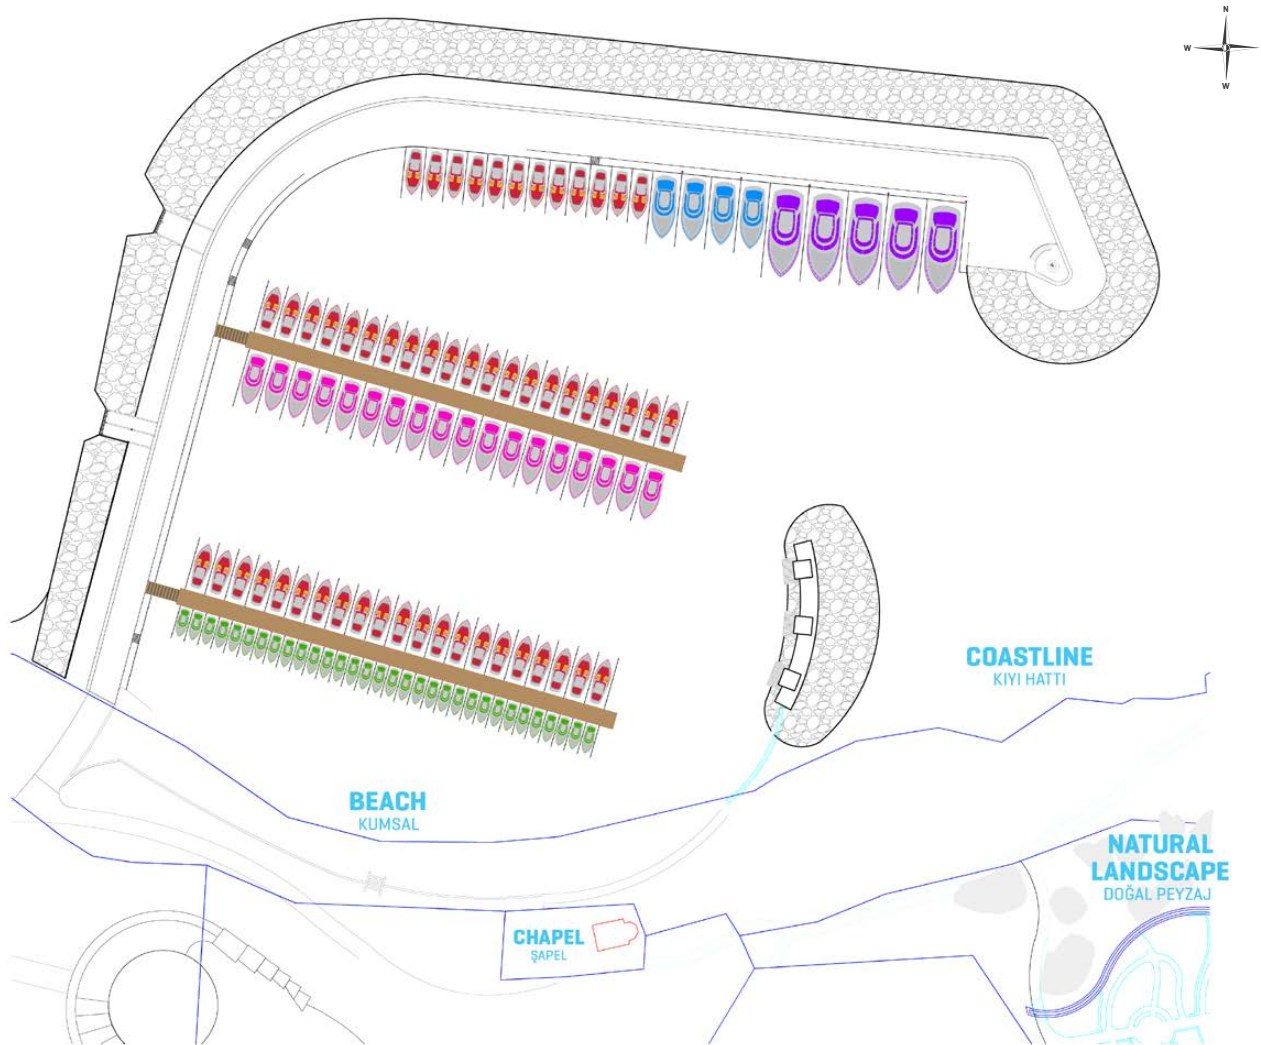 N
W
W
COASTLINE
KIYI HATTI
BEACH
KUMSAL
NATURAL
LANDSCAPE
DOĞAL PEYZAJ
CHAPEL
ŞAPEL